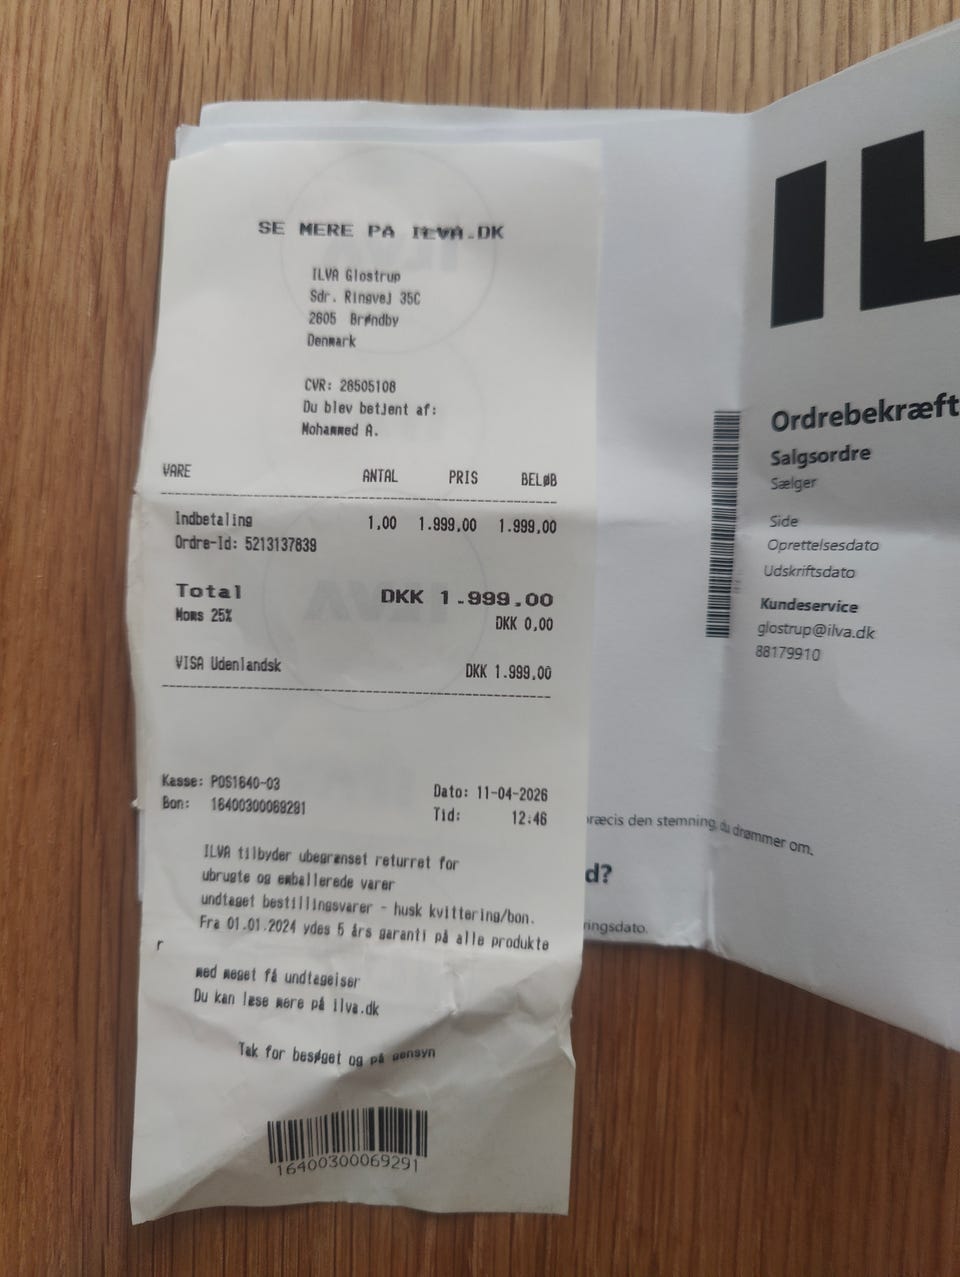 SE MERE PÅ ILVA.DK
ILVA Glostrup
Sdr. Ringvej 35C
2605 Brøndby
Denmark
CVR: 28505108
Du blev betjent af:
Mohammed A.
VARE ANTAL PRIS BELØB
Indbetaling 1,00 1.999,00 1.999,00
Ordre-Id: 5213137839
Total DKK 1.999,00
Moms 25% DKK 0,00
VISA Udenlandsk DKK 1.999,00
Kasse: POS1640-03 Dato: 11-04-2026
Bon: 16400300069291 Tid: 12:46
ILVA tilbyder ubegrænset returret for
ubrugte og emballerede varer
undtaget bestillingsvarer - husk kvittering/bon.
Fra 01.01.2024 ydes 5 års garanti på alle produkte
r
med meget få undtagelser
Du kan læse mere på ilva.dk
Tak for besøget og på gensyn
16400300069291
IL
Ordrebekræft
Salgsordre
Sælger
Side
Oprettelsesdato
Udskriftsdato
Kundeservice
glostrup@ilva.dk
88179910
præcis den stemning, du drømmer om.
d?
ringsdato.